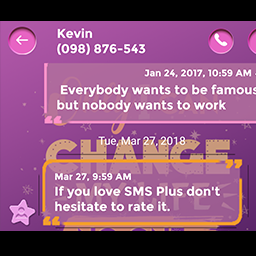 Kevin
(098) 876-543
Jan 24, 2017, 10:59 AM
Everybody wants to be famous
but nobody wants to work
Tue, Mar 27, 2018
CHANGE
Mar 27, 9:59 AM
If you love SMS Plus don't
hesitate to rate it.